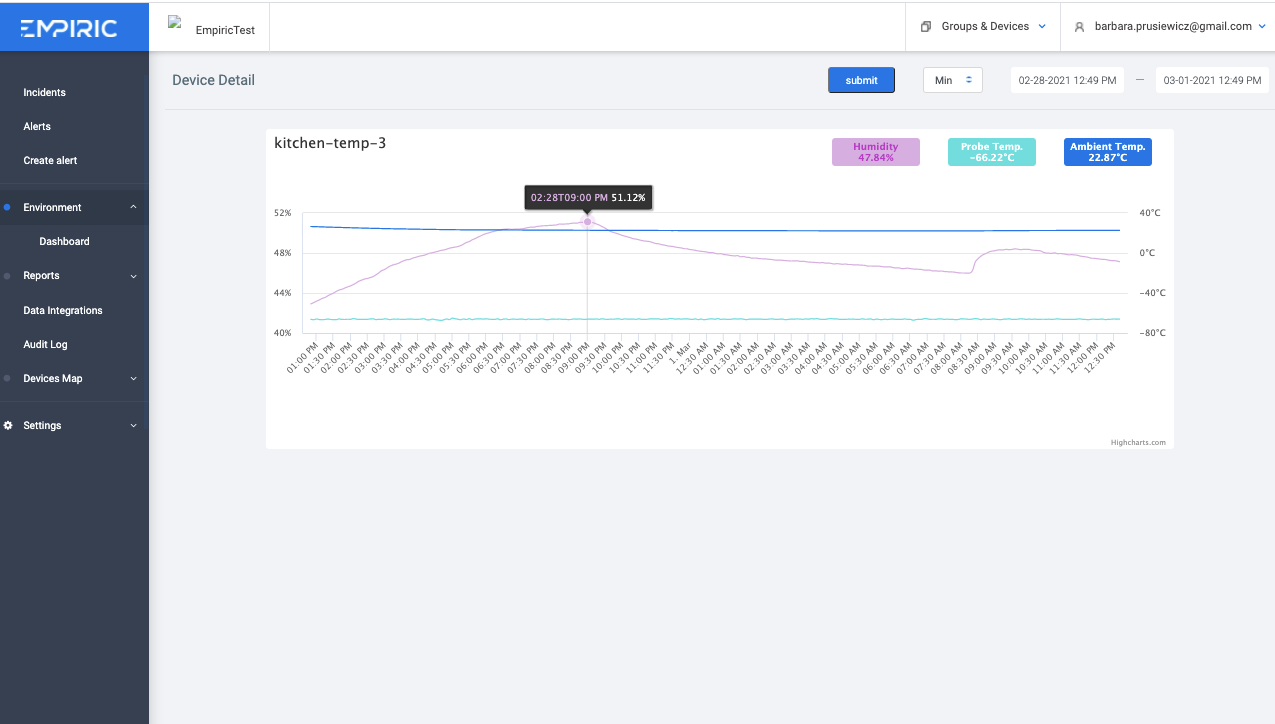 EMPIRIC
EmpiricTest
Groups & Devices
barbara.prusiewicz@gmail.com
Incidents
Alerts
Create alert
Environment
Dashboard
Reports
Data Integrations
Audit Log
Devices Map
Settings
Device Detail
submit
Min
02-28-2021 12:49 PM
—
03-01-2021 12:49 PM
kitchen-temp-3
Humidity
47.84%
Probe Temp.
-66.22°C
Ambient Temp.
22.87°C
02:28T09:00 PM 51.12%
52%
48%
44%
40%
40°C
0°C
-40°C
-80°C
01:00 PM
01:30 PM
02:00 PM
02:30 PM
03:00 PM
03:30 PM
04:00 PM
04:30 PM
05:00 PM
05:30 PM
06:00 PM
06:30 PM
07:00 PM
07:30 PM
08:00 PM
08:30 PM
09:00 PM
09:30 PM
10:00 PM
10:30 PM
11:00 PM
11:30 PM
1. Mar
12:30 AM
01:00 AM
01:30 AM
02:00 AM
02:30 AM
03:00 AM
03:30 AM
04:00 AM
04:30 AM
05:00 AM
05:30 AM
06:00 AM
06:30 AM
07:00 AM
07:30 AM
08:00 AM
08:30 AM
09:00 AM
09:30 AM
10:00 AM
10:30 AM
11:00 AM
11:30 AM
12:00 PM
12:30 PM
Highcharts.com